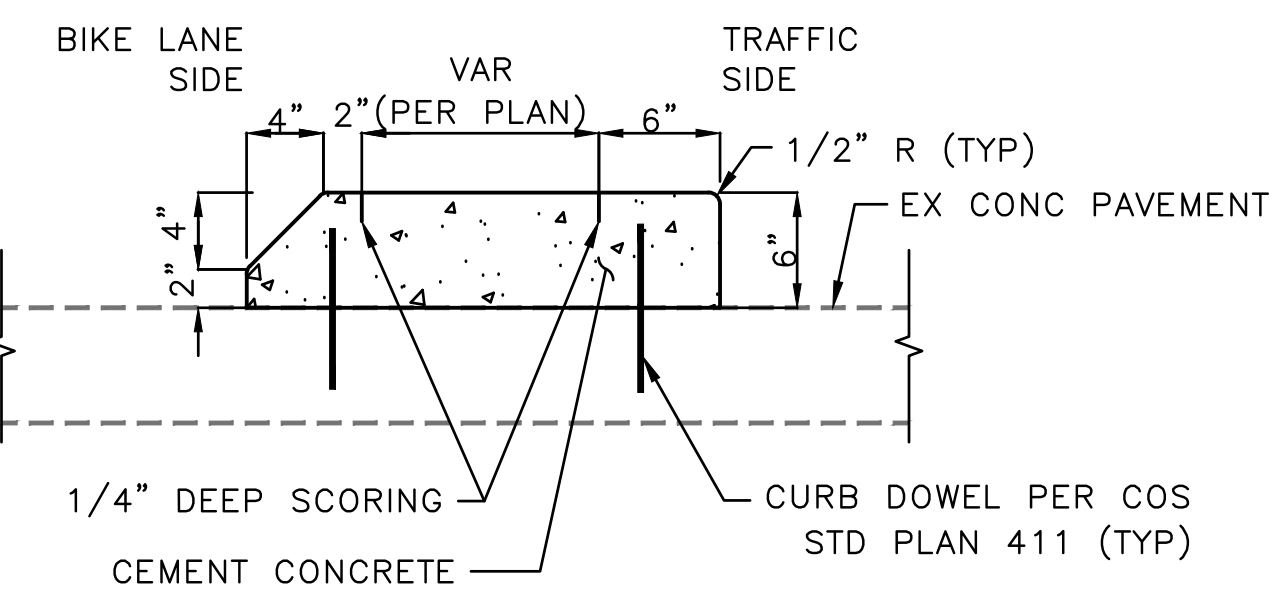 BIKE LANE
SIDE
VAR
(PER PLAN)
TRAFFIC
SIDE
4"
2"
6"
1/2" R (TYP)
EX CONC PAVEMENT
4"
2"
6"
1/4" DEEP SCORING
CEMENT CONCRETE
CURB DOWEL PER COS
STD PLAN 411 (TYP)